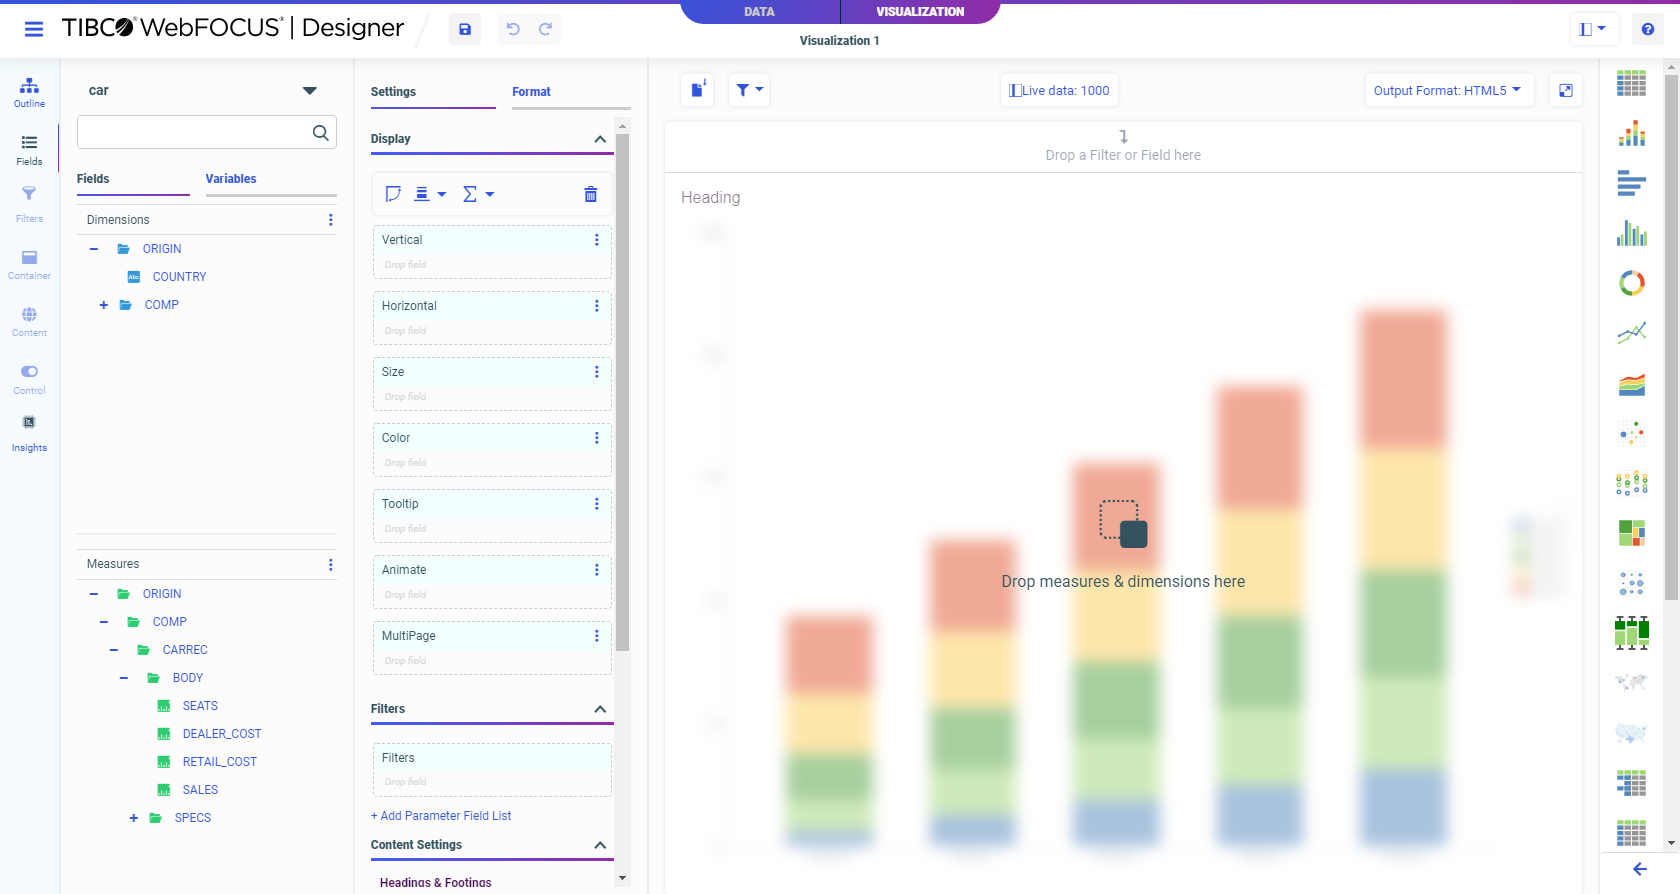 TIBCO WebFOCUS® | Designer
DATA
VISUALIZATION
Visualization 1
Outline
Fields
Filters
Container
Content
Control
Insights
car
Fields
Variables
Dimensions
ORIGIN
Abc
COUNTRY
COMP
Measures
ORIGIN
COMP
CARREC
BODY
SEATS
DEALER_COST
RETAIL_COST
SALES
SPECS
Settings
Format
Display
Vertical
Drop field
Horizontal
Drop field
Size
Drop field
Color
Drop field
Tooltip
Drop field
Animate
Drop field
MultiPage
Drop field
Filters
Filters
Drop field
+ Add Parameter Field List
Content Settings
Headings & Footings
Live data: 1000
Output Format: HTML5
Drop a Filter or Field here
Heading
Drop measures & dimensions here